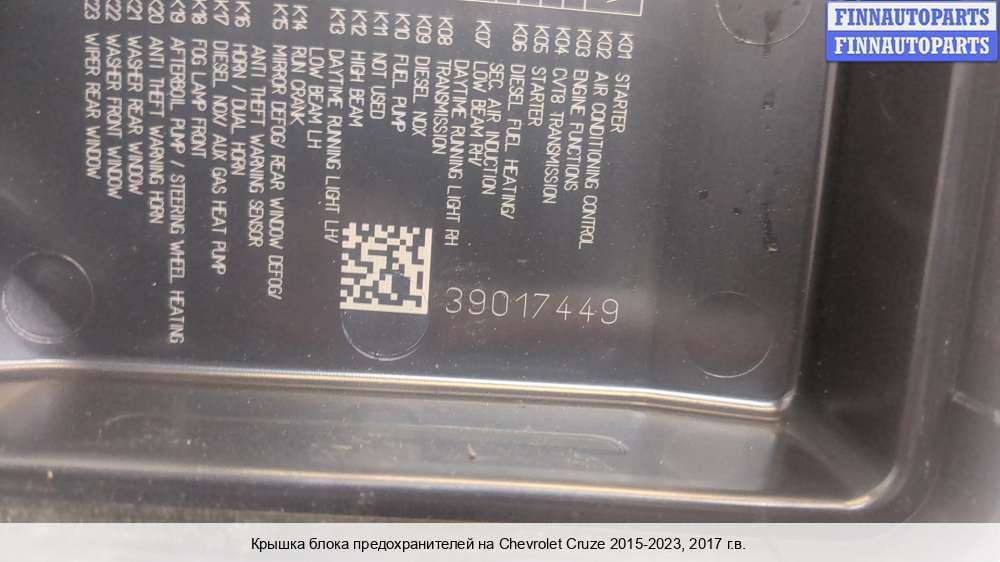 FINNAUTOPARTS
FINNAUTOPARTS
K01 STARTER
K02 AIR CONDITIONING CONTROL
K03 ENGINE FUNCTIONS
K04 CVT8 TRANSMISSION
K05 STARTER
K06 DIESEL FUEL HEATING/
SEC. AIR INDUCTION
K07 LOW BEAM RH/
DAYTIME RUNNING LIGHT RH
K08 TRANSMISSION
K09 DIESEL NOX
K10 FUEL PUMP
K11 NOT USED
K12 HIGH BEAM
K13 DAYTIME RUNNING LIGHT LH/
LOW BEAM LH
K14 RUN CRANK
K15 MIRROR DEFOG/ REAR WINDOW DEFOG/
ANTI THEFT WARNING SENSOR
K16 HORN / DUAL HORN
K17 DIESEL NOX AUX GAS HEAT PUMP
K18 FOG LAMP FRONT
K19 AFTERBOIL PUMP / STEERING WHEEL HEATING
K20 ANTI THEFT WARNING HORN
K21 WASHER REAR WINDOW
K22 WASHER FRONT WINDOW
K23 WIPER REAR WINDOW
39017449
Крышка блока предохранителей на Chevrolet Cruze 2015-2023, 2017 г.в.